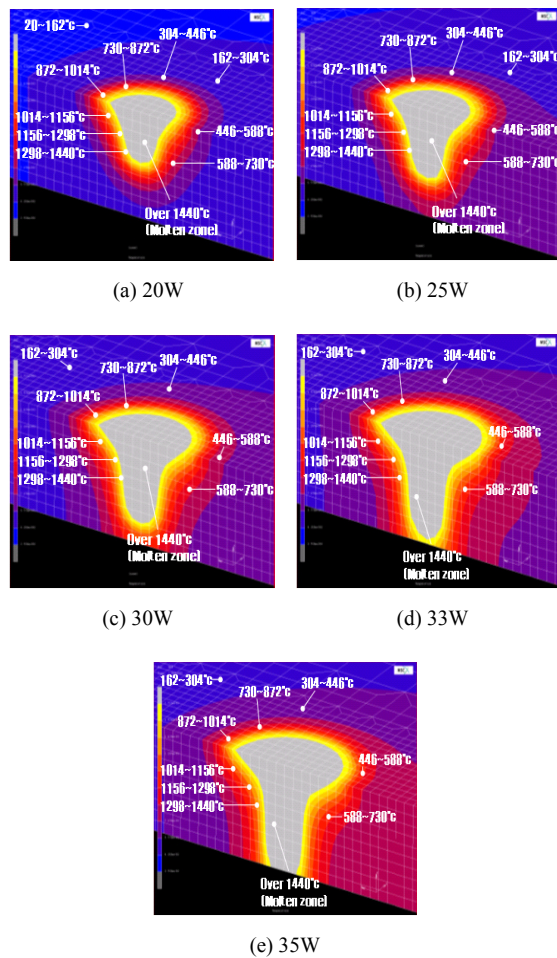 20~162°c
304~446°c
730~872°c
162~304°c
872~1014°c
1014~1156°c
1156~1298°c
446~588°c
1298~1440°c
588~730°c
Over 1440°c
(Molten zone)
(a) 20W
304~446°c
730~872°c
162~304°c
872~1014°c
1014~1156°c
1156~1298°c
446~588°c
1298~1440°c
588~730°c
Over 1440°c
(Molten zone)
(b) 25W
162~304°c
304~446°c
730~872°c
872~1014°c
446~588°c
1014~1156°c
1156~1298°c
1298~1440°c
588~730°c
Over 1440°c
(Molten zone)
(c) 30W
162~304°c
304~446°c
730~872°c
872~1014°c
446~588°c
1014~1156°c
1156~1298°c
1298~1440°c
588~730°c
Over 1440°c
(Molten zone)
(d) 33W
162~304°c
304~446°c
730~872°c
872~1014°c
446~588°c
1014~1156°c
1156~1298°c
1298~1440°c
588~730°c
Over 1440°c
(Molten zone)
(e) 35W